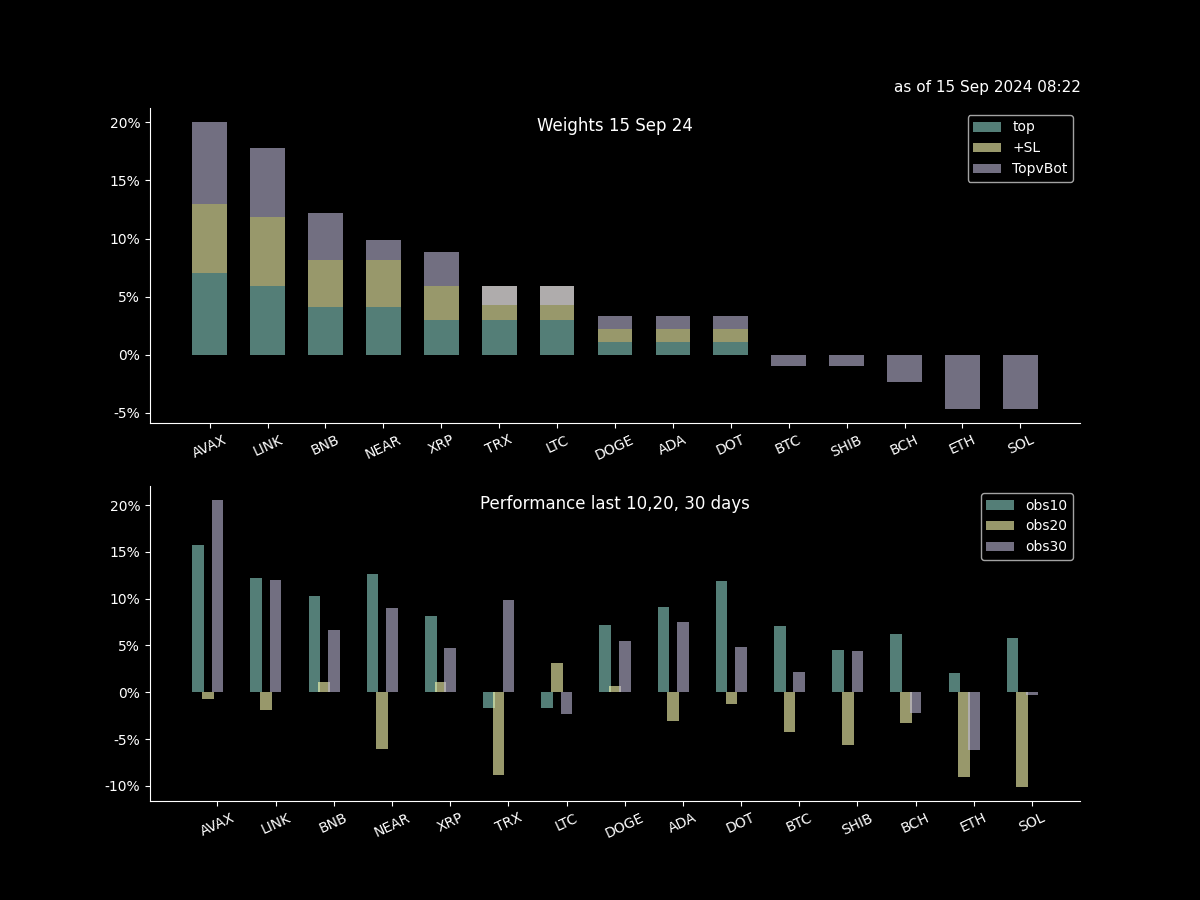 as of 15 Sep 2024 08:22
Weights 15 Sep 24
top
+SL
TopvBot
20%
15%
10%
5%
0%
-5%
AVAX LINK BNB NEAR XRP TRX LTC DOGE ADA DOT BTC SHIB BCH ETH SOL
Performance last 10,20, 30 days
obs10
obs20
obs30
20%
15%
10%
5%
0%
-5%
-10%
AVAX LINK BNB NEAR XRP TRX LTC DOGE ADA DOT BTC SHIB BCH ETH SOL